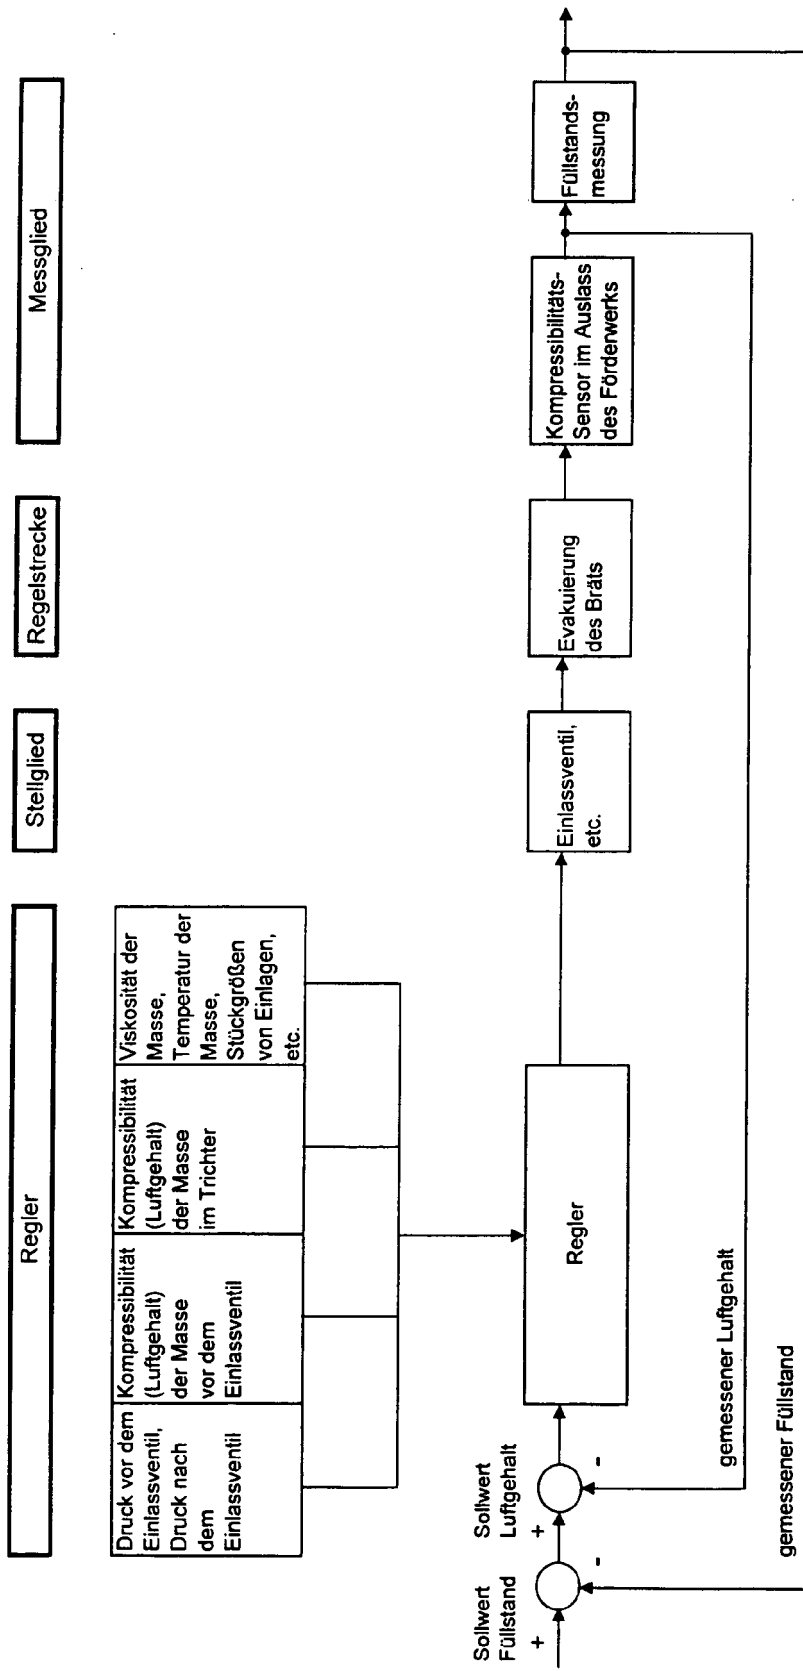 Regler
Stellglied
Regelstrecke
Messglied
Druck vor dem
Einlassventil,
Druck nach
dem
Einlassventil
Kompressibilität
(Luftgehalt)
der Masse
vor dem
Einlassventil
Kompressibilität
(Luftgehalt)
der Masse
im Trichter
Viskosität der
Masse,
Temperatur der
Masse,
Stückgrößen
von Einlagen,
etc.
Sollwert
Füllstand
+
-
Sollwert
Luftgehalt
+
-
Regler
Einlassventil,
etc.
Evakuierung
des Bräts
Kompressibilitäts-
Sensor im Auslass
des Förderwerks
Füllstands-
messung
gemessener Luftgehalt
gemessener Füllstand